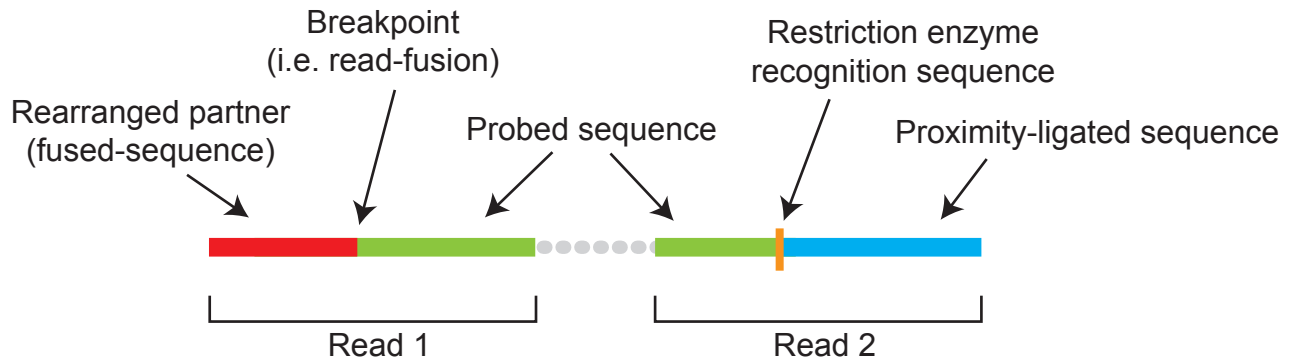 Breakpoint
(i.e. read-fusion)
Restriction enzyme
recognition sequence
Rearranged partner
(fused-sequence)
Probed sequence
Proximity-ligated sequence
Read 1
Read 2